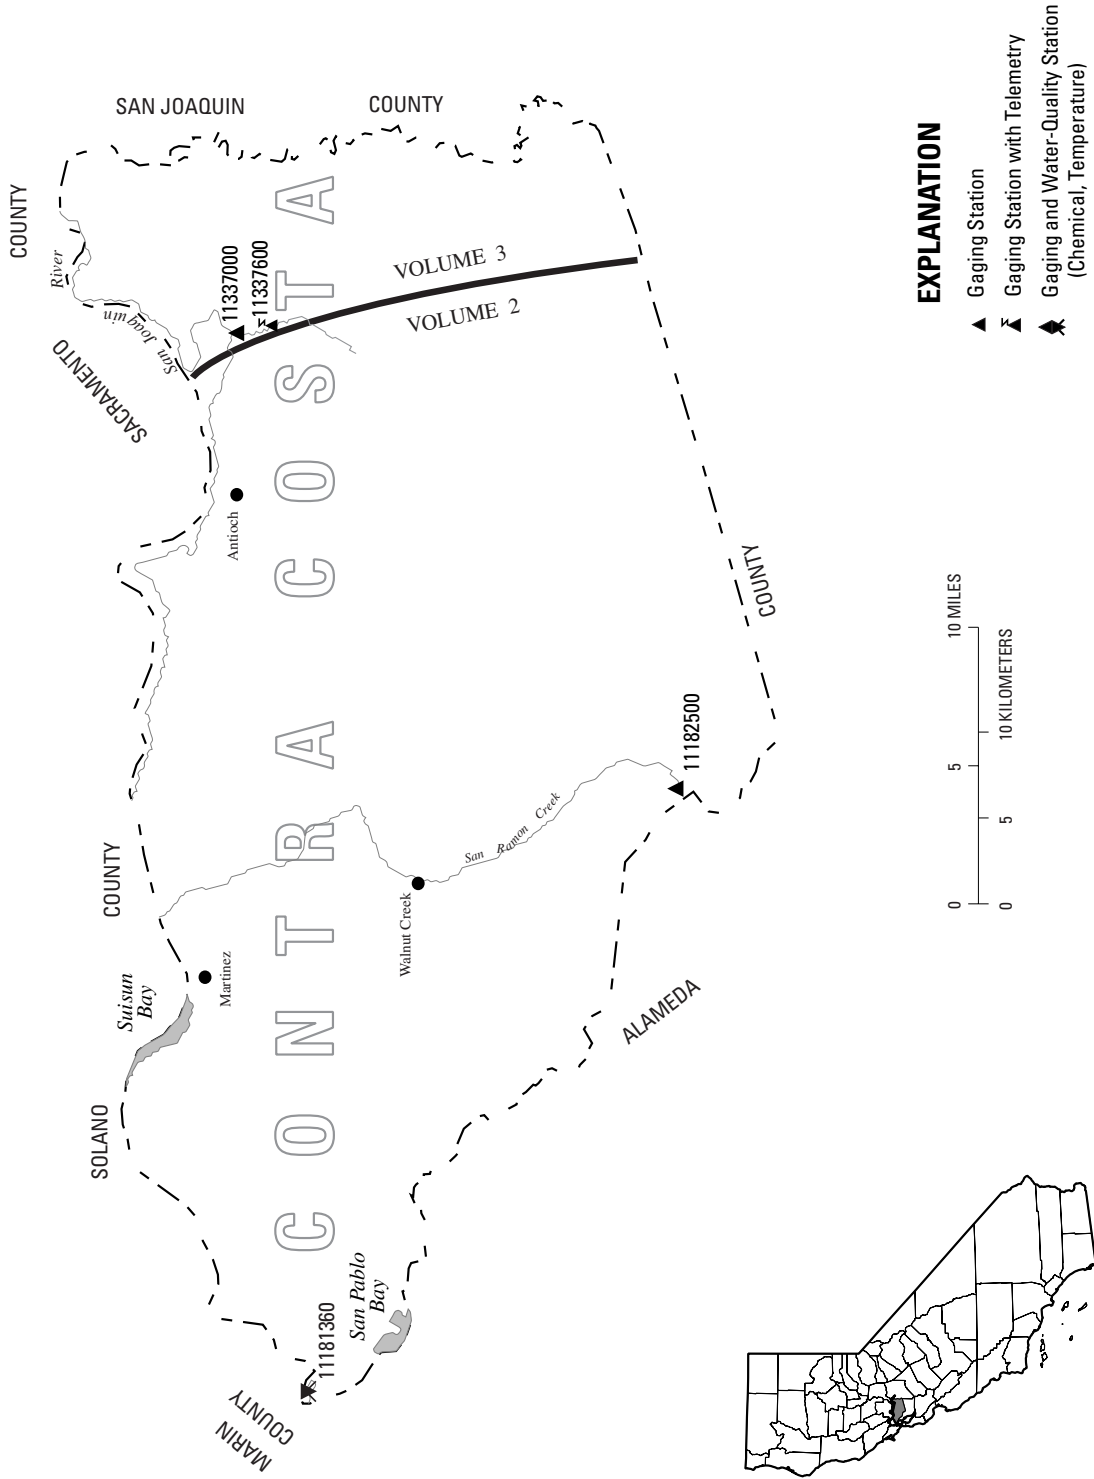 SAN JOAQUIN
COUNTY
COUNTY
River
San Joaquin
SACRAMENTO
11337000
11337600
VOLUME 3
VOLUME 2
Antioch
CONTRA COSTA
COUNTY
11182500
San Ramon Creek
Walnut Creek
COUNTY
Martinez
Suisun
Bay
ALAMEDA
SOLANO
San Pablo
Bay
11181360
MARIN
COUNTY
EXPLANATION
Gaging Station
Gaging Station with Telemetry
Gaging and Water-Quality Station
(Chemical, Temperature)
0 5 10 MILES
0 5 10 KILOMETERS